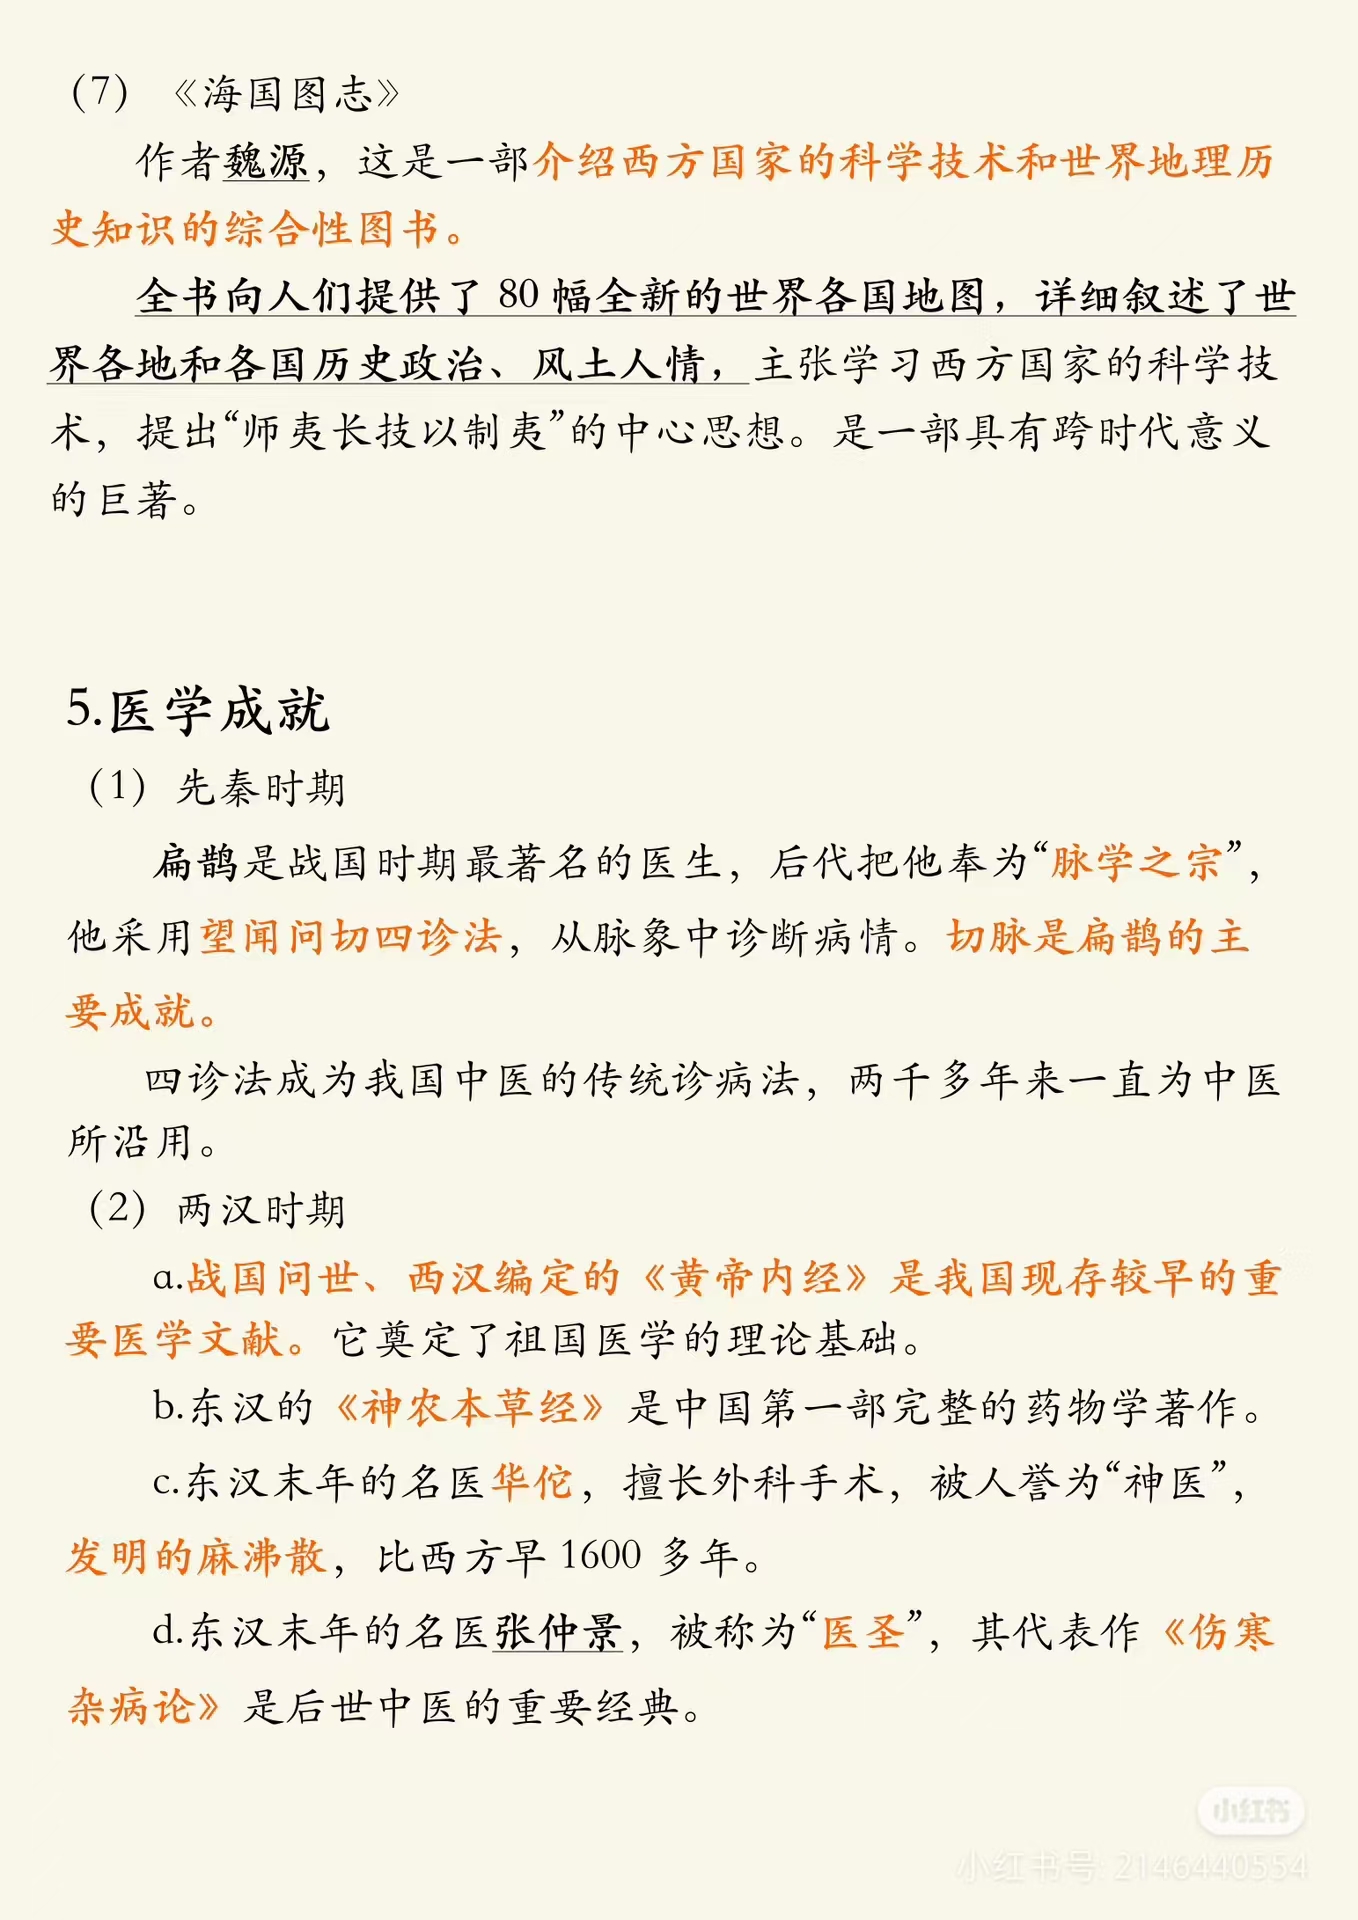 （7）《海国图志》
作者魏源，这是一部介绍西方国家的科学技术和世界地理历
史知识的综合性图书。
全书向人们提供了 80 幅全新的世界各国地图，详细叙述了世
界各地和各国历史政治、风土人情，主张学习西方国家的科学技
术，提出“师夷长技以制夷”的中心思想。是一部具有跨时代意义
的巨著。
5.医学成就
（1）先秦时期
扁鹊是战国时期最著名的医生，后代把他奉为“脉学之宗”，
他采用望闻问切四诊法，从脉象中诊断病情。切脉是扁鹊的主
要成就。
四诊法成为我国中医的传统诊病法，两千多年来一直为中医
所沿用。
（2）两汉时期
a.战国问世、西汉编定的《黄帝内经》是我国现存较早的重
要医学文献。它奠定了祖国医学的理论基础。
b.东汉的《神农本草经》是中国第一部完整的药物学著作。
c.东汉末年的名医华佗，擅长外科手术，被人誉为“神医”，
发明的麻沸散，比西方早 1600 多年。
d.东汉末年的名医张仲景，被称为“医圣”，其代表作《伤寒
杂病论》是后世中医的重要经典。
小红书
小红书号: 2146440554